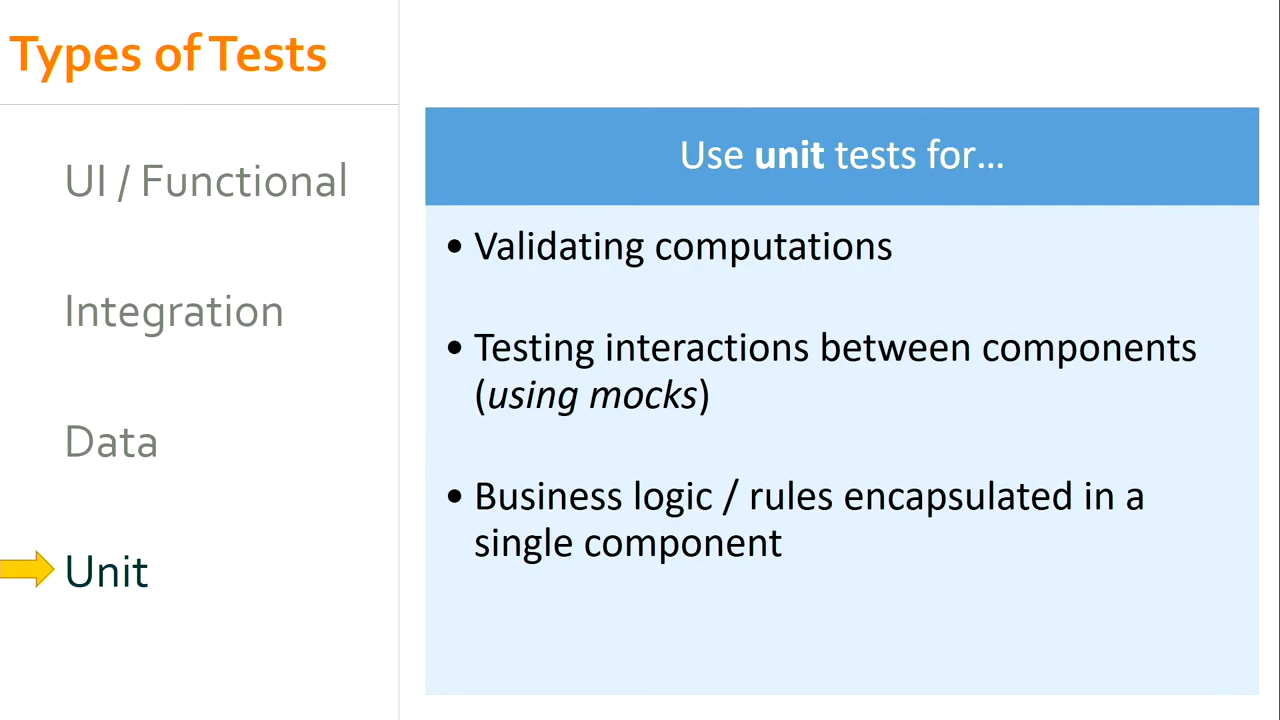 Types of Tests
UI / Functional
Integration
Data
Unit
Use unit tests for…
• Validating computations
• Testing interactions between components
(using mocks)
• Business logic / rules encapsulated in a
single component